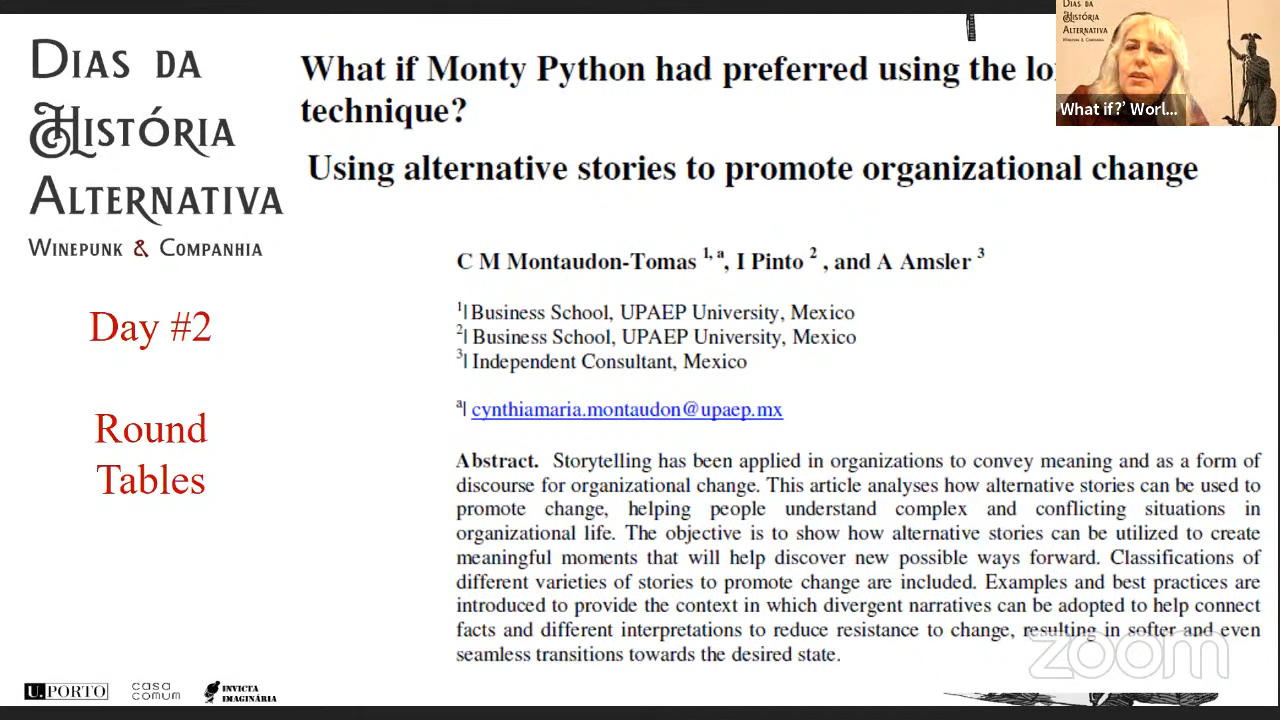 DIAS DA
HISTÓRIA
ALTERNATIVA
WINEPUNK & COMPANHIA
Day #2
Round
Tables
What if Monty Python had preferred using the
technique?
Using alternative stories to promote organizational change
C M Montaudon-Tomas 1, a, I Pinto 2 , and A Amsler 3
1| Business School, UPAEP University, Mexico
2| Business School, UPAEP University, Mexico
3| Independent Consultant, Mexico
a| cynthiamaria.montaudon@upaep.mx
Abstract. Storytelling has been applied in organizations to convey meaning and as a form of
discourse for organizational change. This article analyses how alternative stories can be used to
promote change, helping people understand complex and conflicting situations in
organizational life. The objective is to show how alternative stories can be utilized to create
meaningful moments that will help discover new possible ways forward. Classifications of
different varieties of stories to promote change are included. Examples and best practices are
introduced to provide the context in which divergent narratives can be adopted to help connect
facts and different interpretations to reduce resistance to change, resulting in softer and even
seamless transitions towards the desired state.
DIAS DA
HISTÓRIA
ALTERNATIVA
WINEPUNK & COMPANHIA
What if?' Worl...
zoom
U.PORTO
casa
comum
INVICTA
IMAGINÁRIA